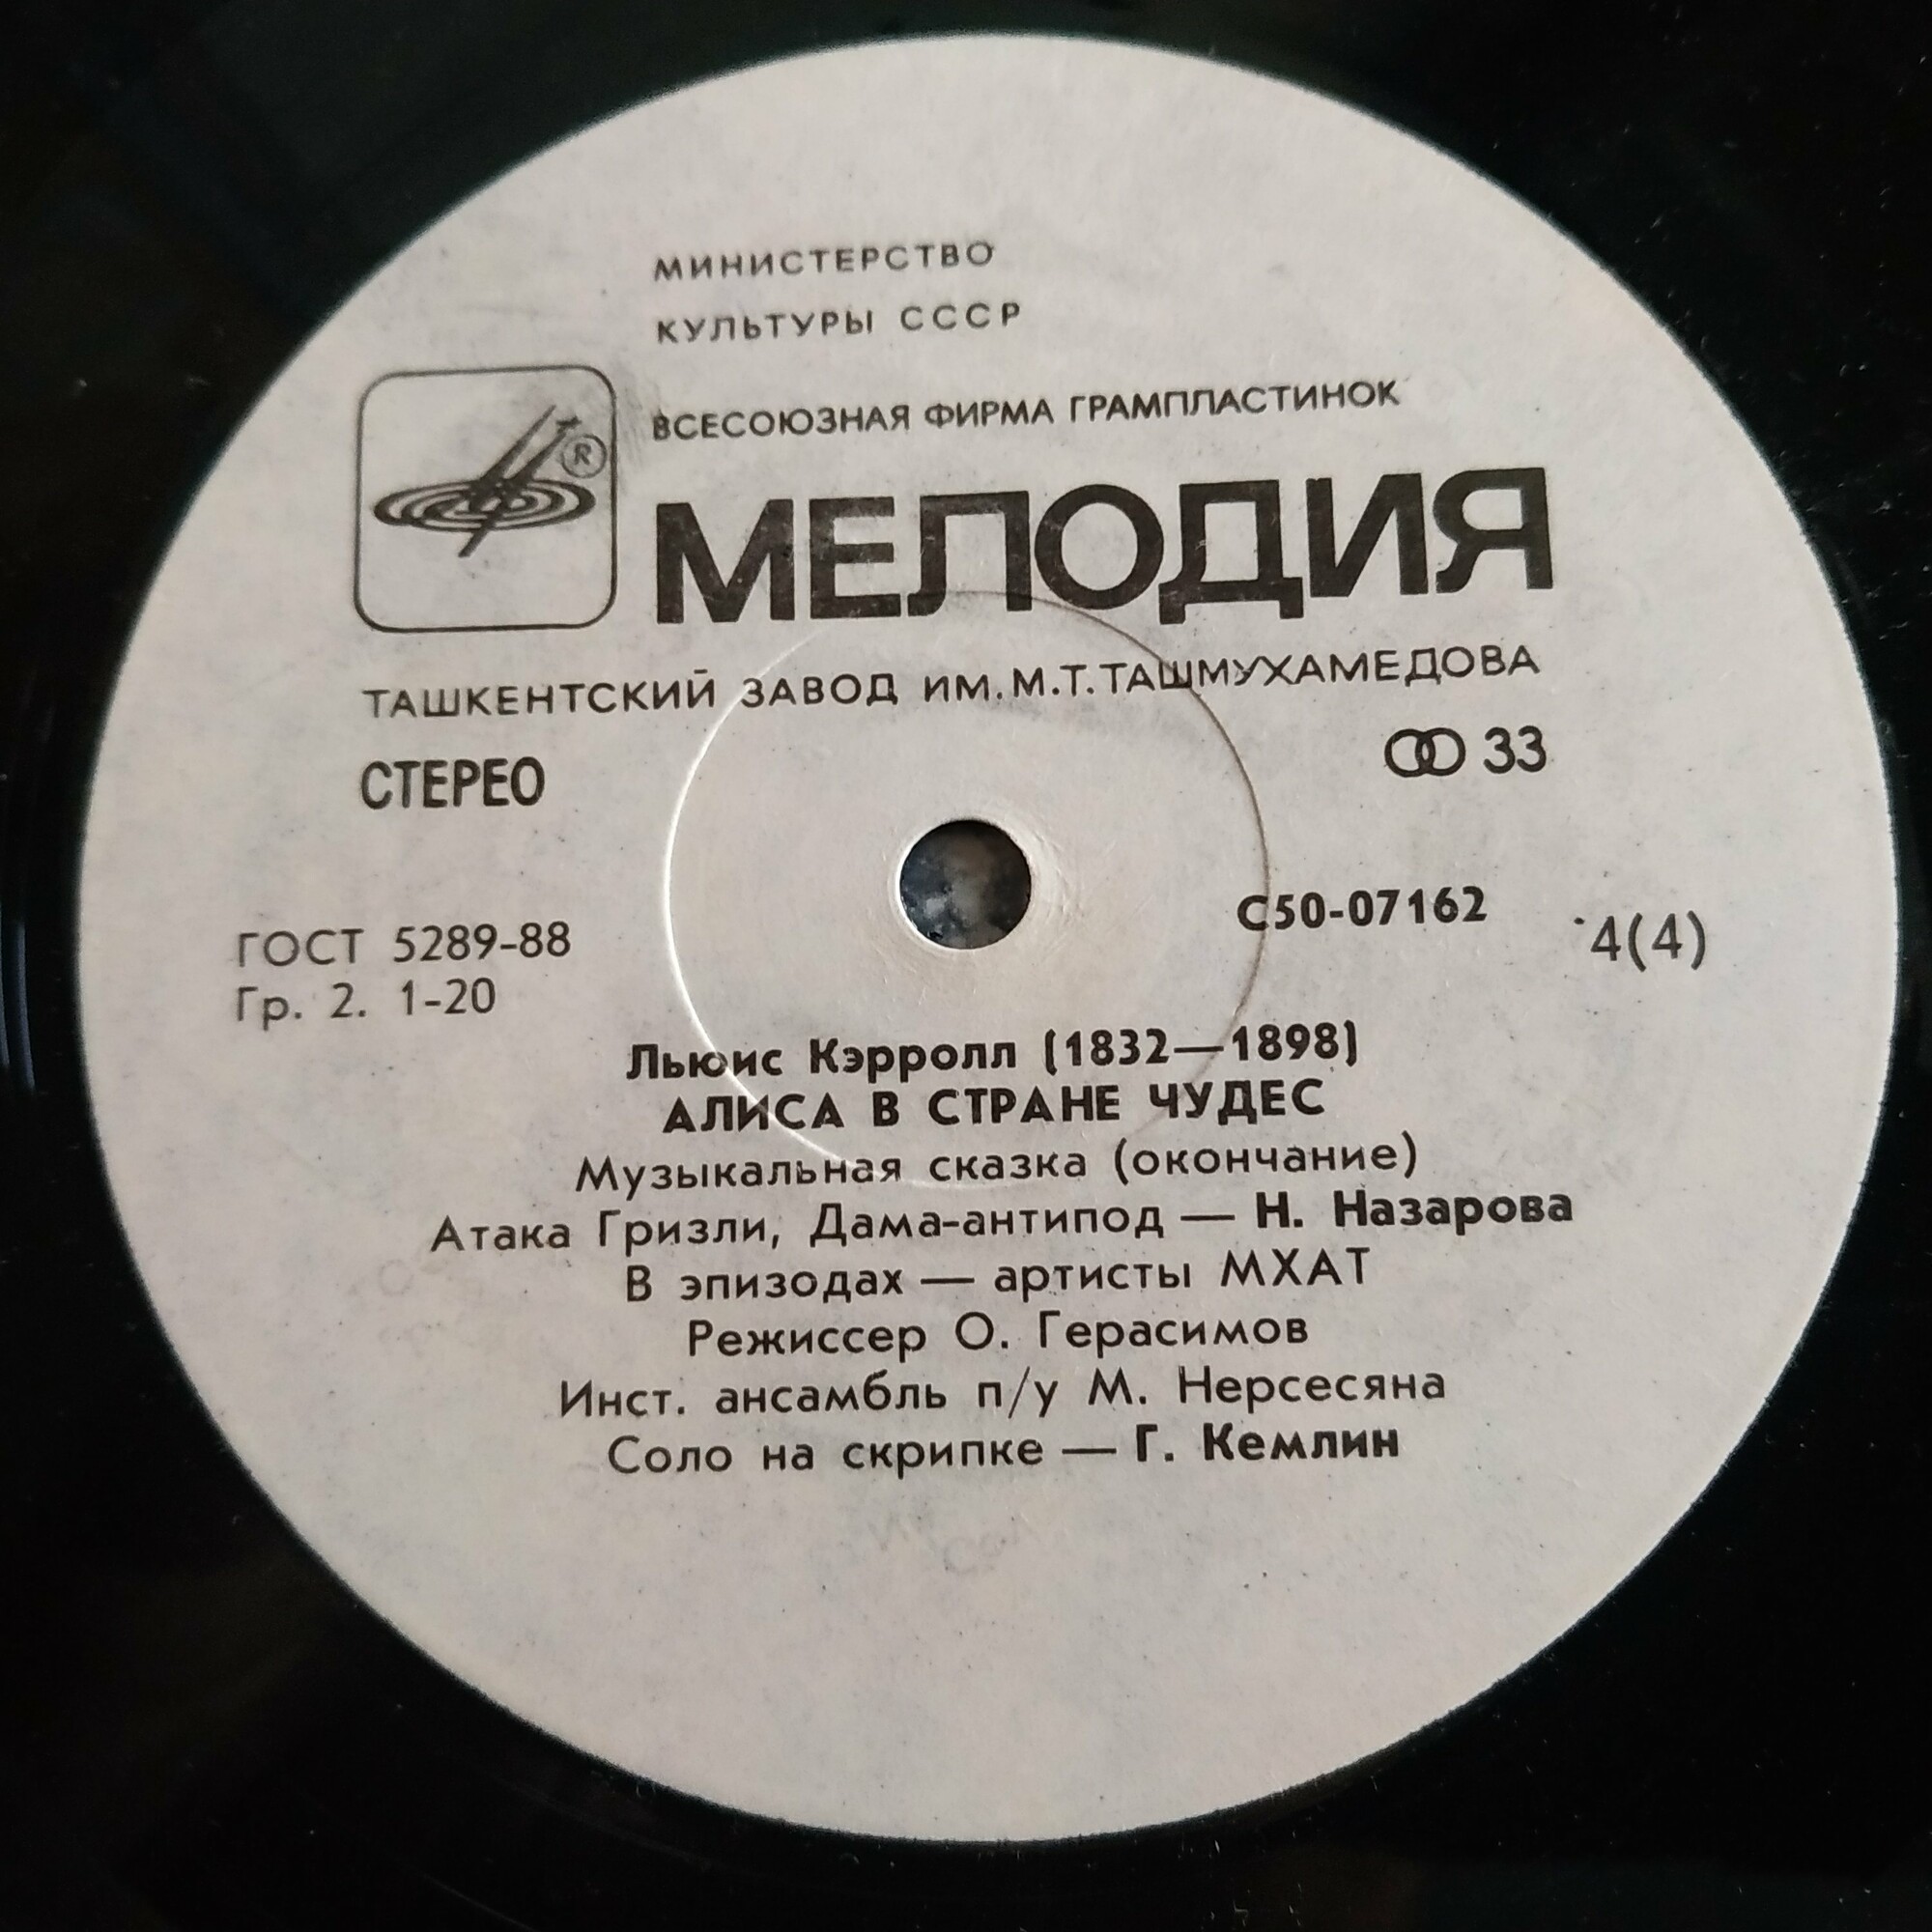 МИНИСТЕРСТВО
КУЛЬТУРЫ СССР
ВСЕСОЮЗНАЯ ФИРМА ГРАМПЛАСТИНОК
®
МЕЛОДИЯ
ТАШКЕНТСКИЙ ЗАВОД ИМ.М.Т.ТАШМУХАМЕДОВА
СТЕРЕО
33
С50-07162
4(4)
ГОСТ 5289-88
Гр. 2. 1-20
Льюис Кэрролл (1832—1898)
АЛИСА В СТРАНЕ ЧУДЕС
Музыкальная сказка (окончание)
Атака Гризли, Дама-антипод — Н. Назарова
В эпизодах — артисты МХАТ
Режиссер О. Герасимов
Инст. ансамбль п/у М. Нерсесяна
Соло на скрипке — Г. Кемлин